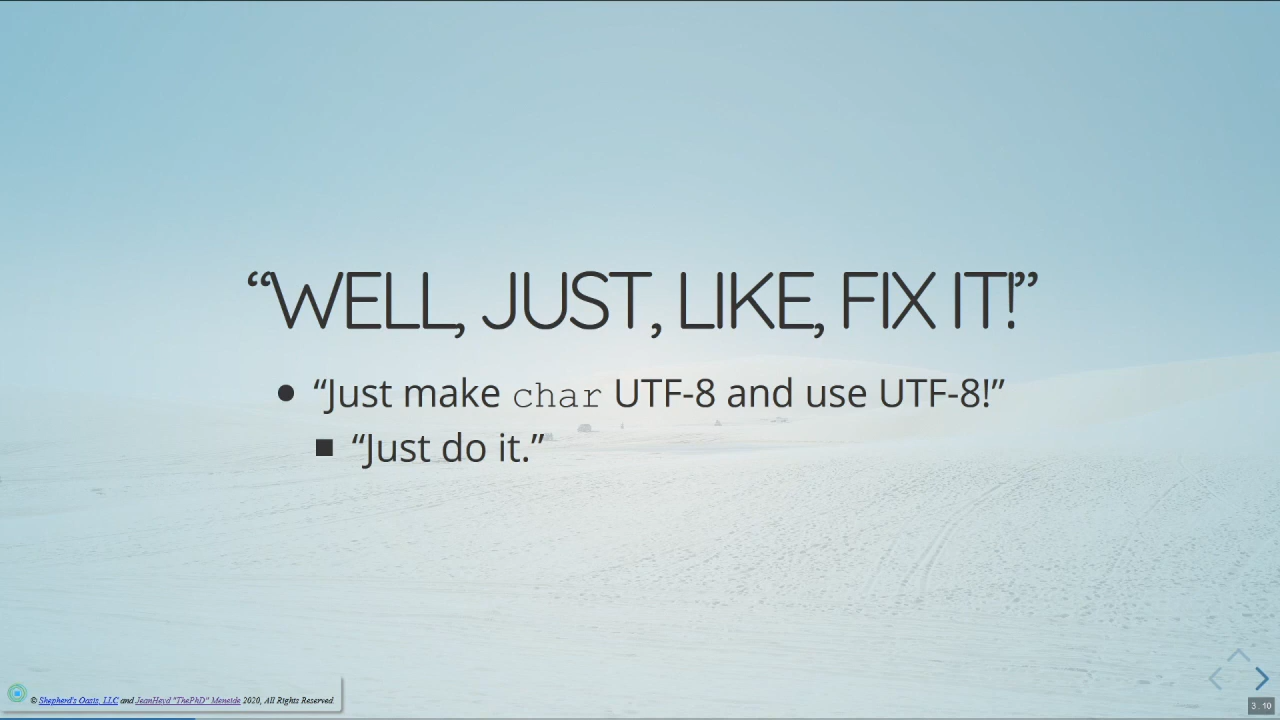 “WELL, JUST, LIKE, FIX IT!”
“Just make char UTF-8 and use UTF-8!”
“Just do it.”
© Shepherd's Oasis, LLC and JeanHeyd "ThePhD" Meneide 2020, All Rights Reserved.
3 . 10